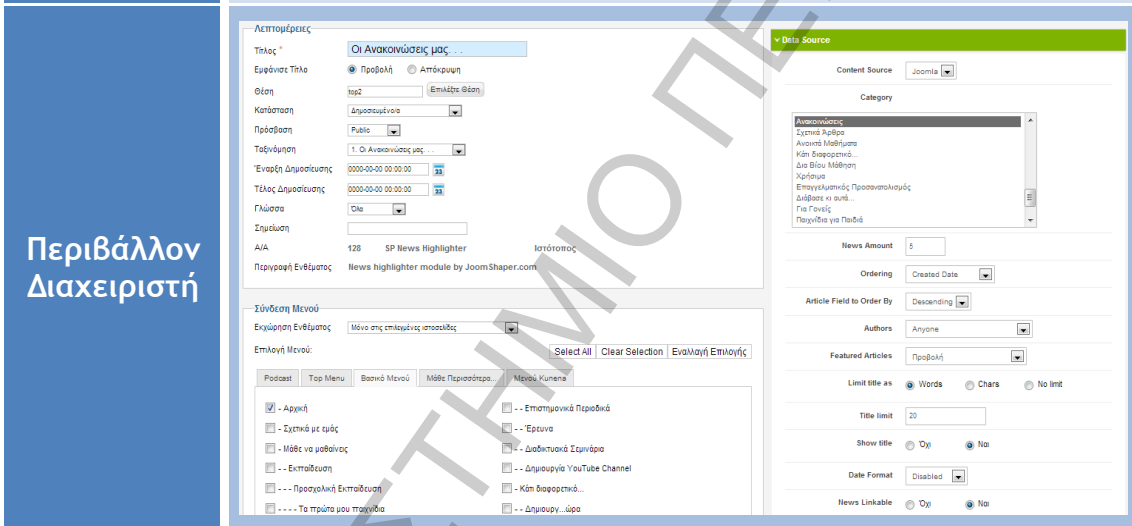 Περιβάλλον
Διαχειριστή
Λεπτομέρειες
Τίτλος * Οι Ανακοινώσεις μας. . .
Εμφάνισε Τίτλο Προβολή Απόκρυψη
Θέση top2 Επιλέξτε Θέση
Κατάσταση Δημοσιευμένο/α
Πρόσβαση Public
Ταξινόμηση 1. Οι Ανακοινώσεις μας. . .
Έναρξη Δημοσίευσης 0000-00-00 00:00:00 23
Τέλος Δημοσίευσης 0000-00-00 00:00:00 23
Γλώσσα Όλα
Σημείωση
Α/Α 128 SP News Highlighter Ιστότοπος
Περιγραφή Ενθέματος News highlighter module by JoomShaper.com
Σύνδεση Μενού
Εκχώρηση Ενθέματος Μόνο στις επιλεγμένες ιστοσελίδες
Επιλογή Μενού: Select All Clear Selection Εναλλαγή Επιλογής
Podcast Top Menu Βασικό Μενού Μάθε Περισσότερα... Μενού Kunena
- Αρχική - - Επιστημονικά Περιοδικά
- Σχετικά με εμάς - - Έρευνα
- Μάθε να μαθαίνεις - - Διαδικτυακά Σεμινάρια
- - Εκπαίδευση - - Δημιουργία YouTube Channel
- - - Προσχολική Εκπαίδευση - Κάτι διαφορετικό...
- - - - Τα πρώτα μου παιχνίδια - - Δημιουργ...ώρα
Data Source
Content Source Joomla
Category
Ανακοινώσεις
Σχετικά Άρθρα
Ανοικτά Μαθήματα
Κάτι διαφορετικό...
Δια Βίου Μάθηση
Χρήσιμα
Επαγγελματικός Προσανατολισμός
Διάβασε κι αυτά...
Για Γονείς
Παιχνίδια για Παιδιά
News Amount 5
Ordering Created Date
Article Field to Order By Descending
Authors Anyone
Featured Articles Προβολή
Limit title as Words Chars No limit
Title limit 20
Show title Όχι Ναι
Date Format Disabled
News Linkable Όχι Ναι